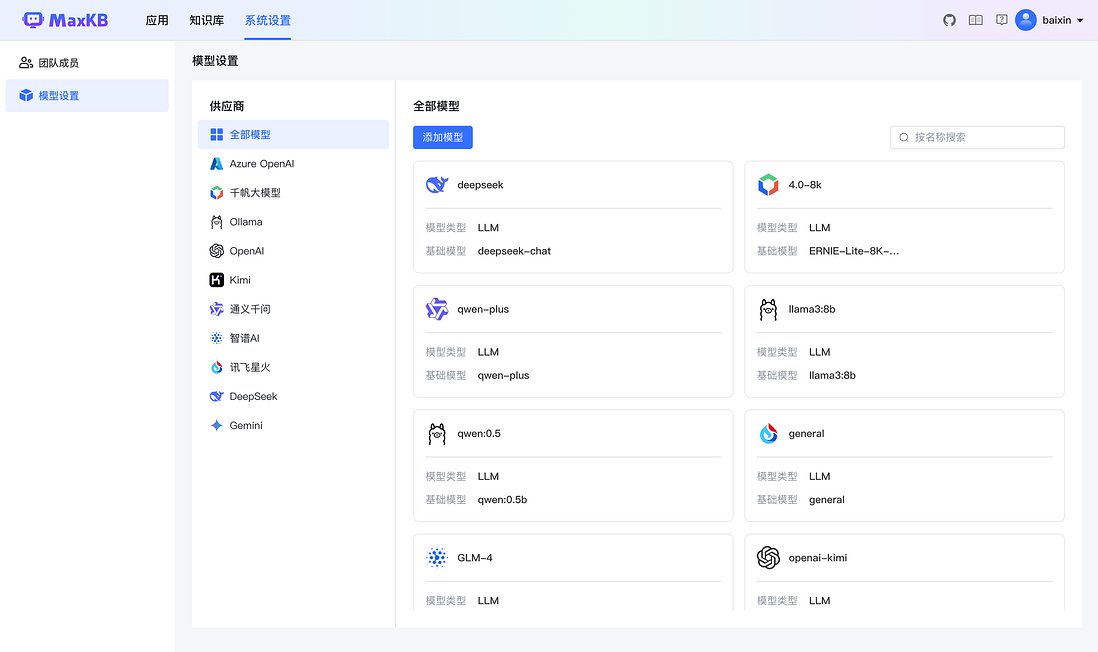 MaxKB
应用
知识库
系统设置
baixin
团队成员
模型设置
模型设置
供应商
全部模型
Azure OpenAI
千帆大模型
Ollama
OpenAI
Kimi
通义千问
智谱AI
讯飞星火
DeepSeek
Gemini
全部模型
添加模型
按名称搜索
deepseek
模型类型 LLM
基础模型 deepseek-chat
4.0-8k
模型类型 LLM
基础模型 ERNIE-Lite-8K-...
qwen-plus
模型类型 LLM
基础模型 qwen-plus
llama3:8b
模型类型 LLM
基础模型 llama3:8b
qwen:0.5
模型类型 LLM
基础模型 qwen:0.5b
general
模型类型 LLM
基础模型 general
GLM-4
模型类型 LLM
openai-kimi
模型类型 LLM